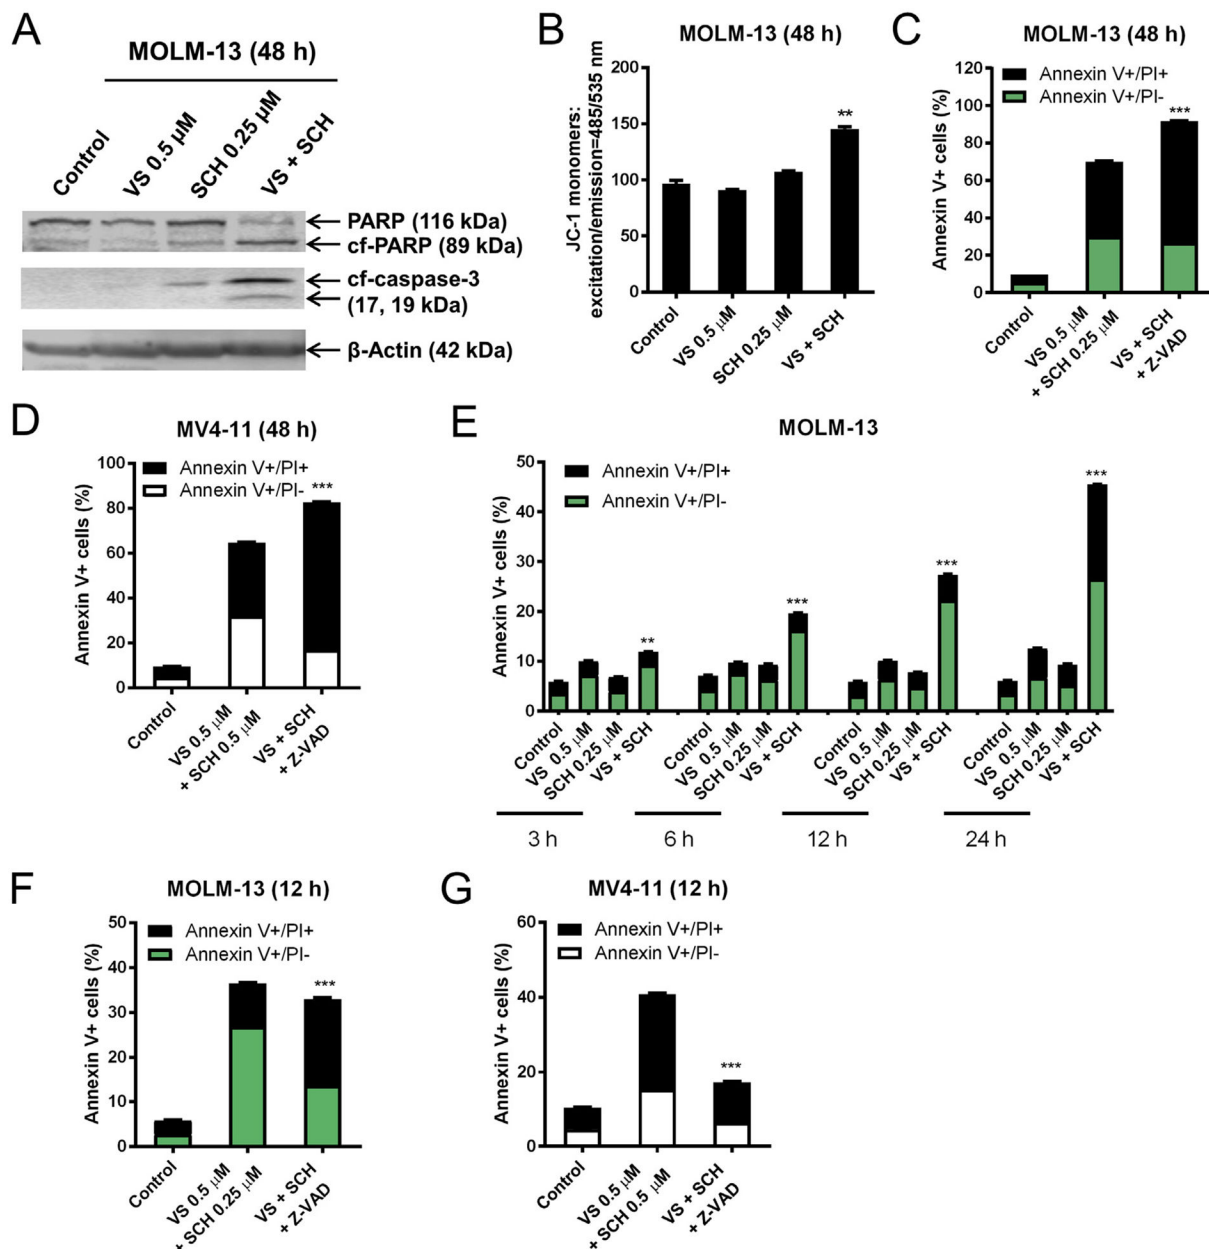 A
MOLM-13 (48 h)
Control
VS 0.5 µM
SCH 0.25 µM
VS + SCH
PARP (116 kDa)
cf-PARP (89 kDa)
cf-caspase-3
(17, 19 kDa)
β-Actin (42 kDa)
B
MOLM-13 (48 h)
JC-1 monomers:
excitation/emission=485/535 nm
200
150
100
50
0
**
Control
VS 0.5 µM
SCH 0.25 µM
VS + SCH
C
MOLM-13 (48 h)
Annexin V+ cells (%)
120
100
80
60
40
20
0
Annexin V+/PI+
Annexin V+/PI-
***
Control
VS 0.5 µM
+ SCH 0.25 µM
VS + SCH
+ Z-VAD
D
MV4-11 (48 h)
Annexin V+ cells (%)
100
80
60
40
20
0
Annexin V+/PI+
Annexin V+/PI-
***
Control
VS 0.5 µM
+ SCH 0.5 µM
VS + SCH
+ Z-VAD
E
MOLM-13
Annexin V+ cells (%)
50
40
30
20
10
0
Annexin V+/PI+
Annexin V+/PI-
**
***
***
***
Control
VS 0.5 µM
SCH 0.25 µM
VS + SCH
Control
VS 0.5 µM
SCH 0.25 µM
VS + SCH
Control
VS 0.5 µM
SCH 0.25 µM
VS + SCH
Control
VS 0.5 µM
SCH 0.25 µM
VS + SCH
3 h
6 h
12 h
24 h
F
MOLM-13 (12 h)
Annexin V+ cells (%)
50
40
30
20
10
0
Annexin V+/PI+
Annexin V+/PI-
***
Control
VS 0.5 µM
+ SCH 0.25 µM
VS + SCH
+ Z-VAD
G
MV4-11 (12 h)
Annexin V+ cells (%)
60
40
20
0
Annexin V+/PI+
Annexin V+/PI-
***
Control
VS 0.5 µM
+ SCH 0.5 µM
VS + SCH
+ Z-VAD